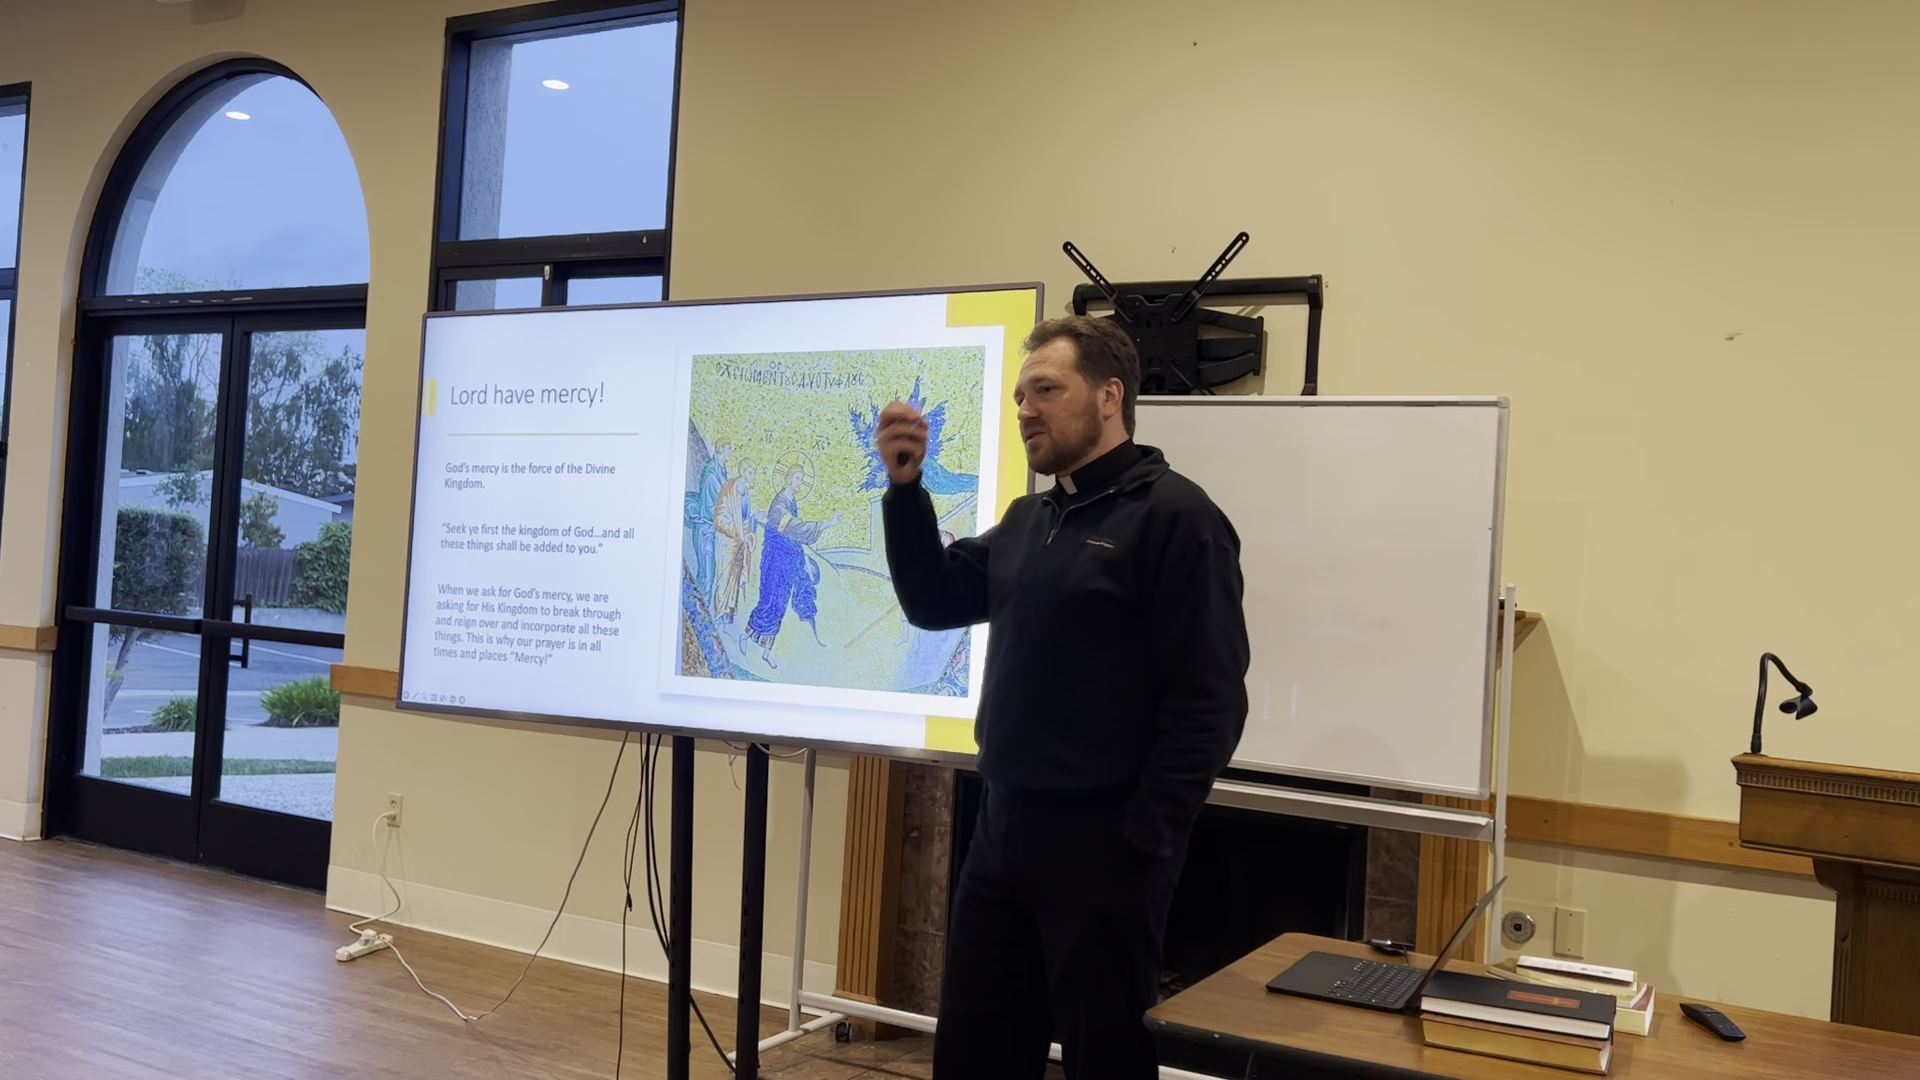 Lord have mercy!
God's mercy is the force of the Divine
Kingdom.
"Seek ye first the kingdom of God...and all
these things shall be added to you."
When we ask for God's mercy, we are
asking for His Kingdom to break through
and reign over and incorporate all these
things. This is why our prayer is in all
times and places "Mercy!"